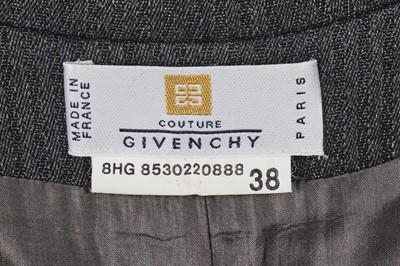 MADE IN
FRANCE
COUTURE
GIVENCHY
PARIS
8HG 8530220888 38